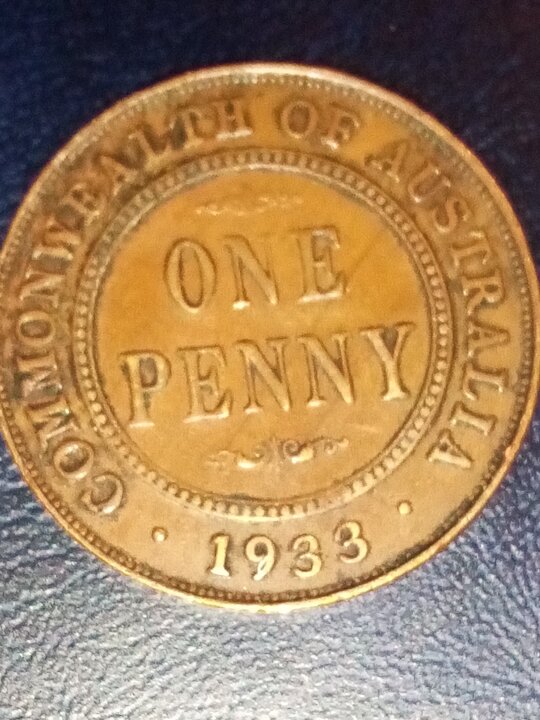 COMMONWEALTH OF AUSTRALIA
ONE
PENNY
· 1933 ·